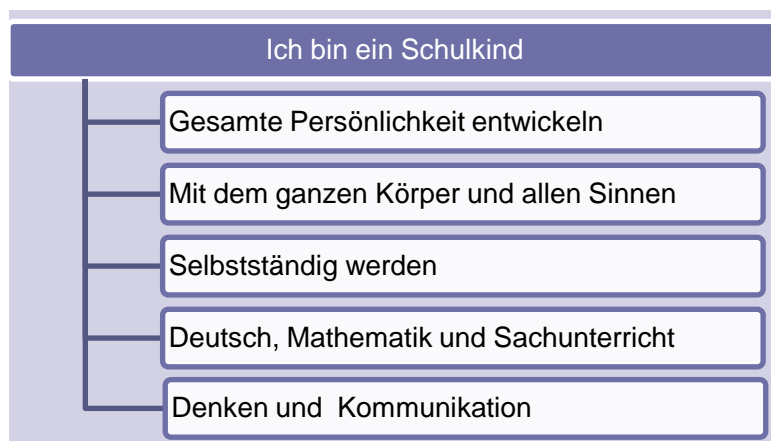 Ich bin ein Schulkind
Gesamte Persönlichkeit entwickeln
Mit dem ganzen Körper und allen Sinnen
Selbstständig werden
Deutsch, Mathematik und Sachunterricht
Denken und  Kommunikation